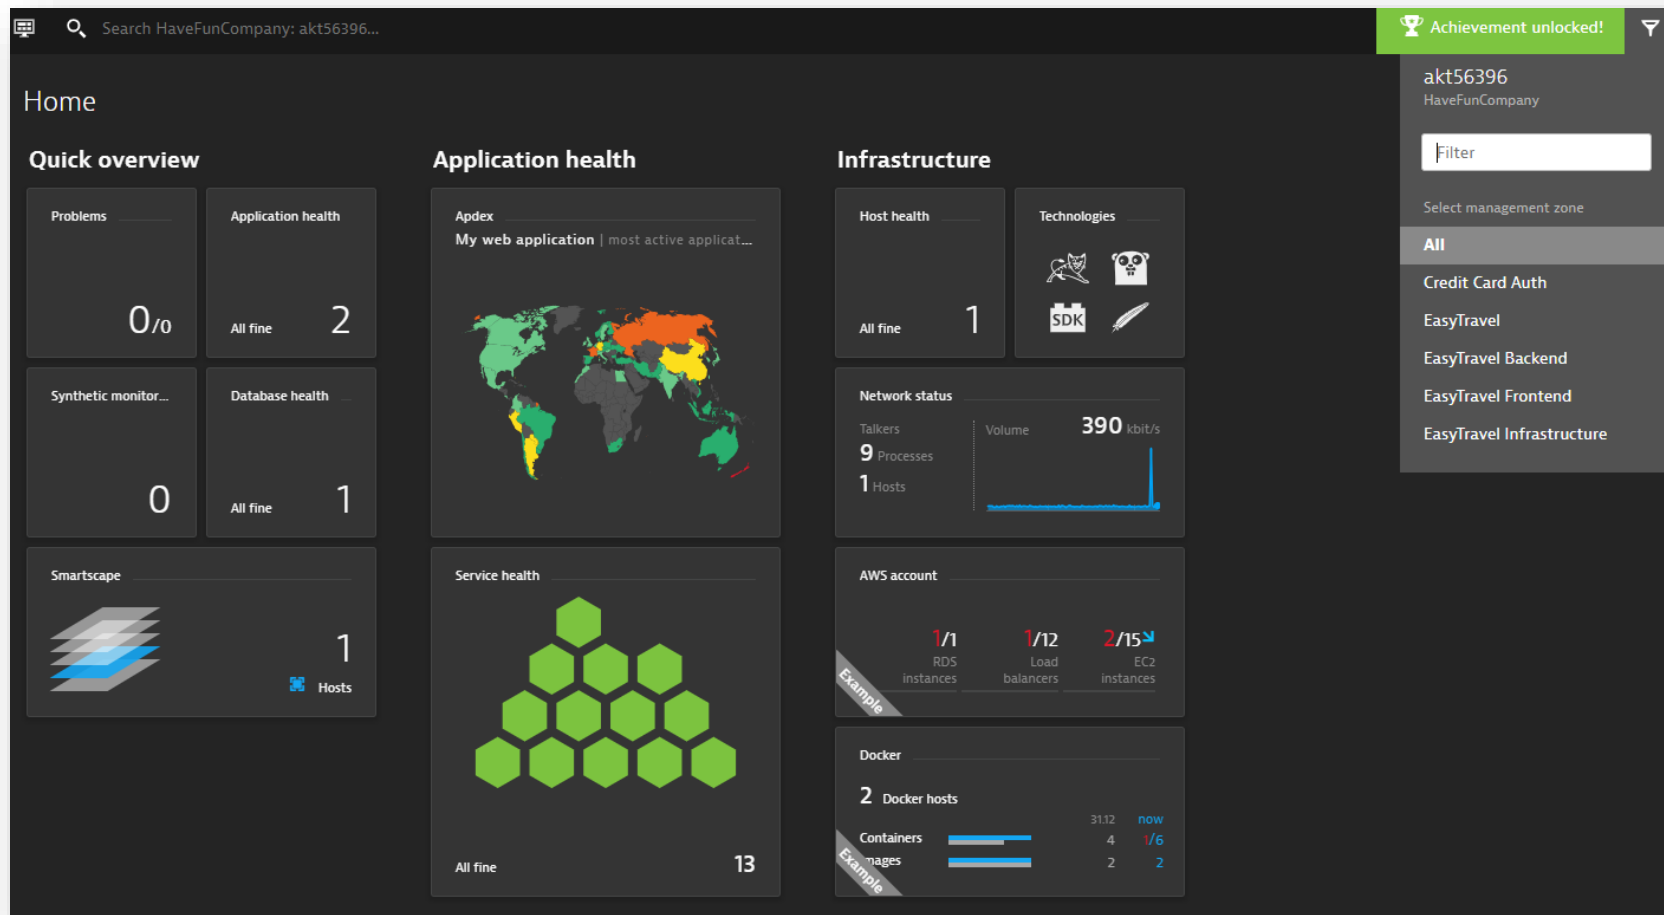 Search HaveFunCompany: akt56396...
Achievement unlocked!
akt56396
HaveFunCompany
Filter
Select management zone
All
Credit Card Auth
EasyTravel
EasyTravel Backend
EasyTravel Frontend
EasyTravel Infrastructure
Home
Quick overview
Problems
0/0
Application health
All fine 2
Synthetic monitor...
0
Database health
All fine 1
Smartscape
1
Hosts
Application health
Apdex
My web application | most active applicat...
Service health
All fine 13
Infrastructure
Host health
All fine 1
Technologies
SDK
Network status
Talkers
9 Processes
1 Hosts
Volume 390 kbit/s
AWS account
1/1 1/12 2/15
RDS Load EC2
instances balancers instances
Example
Docker
2 Docker hosts
31.12 now
Containers 4 1/6
mages 2 2
Example